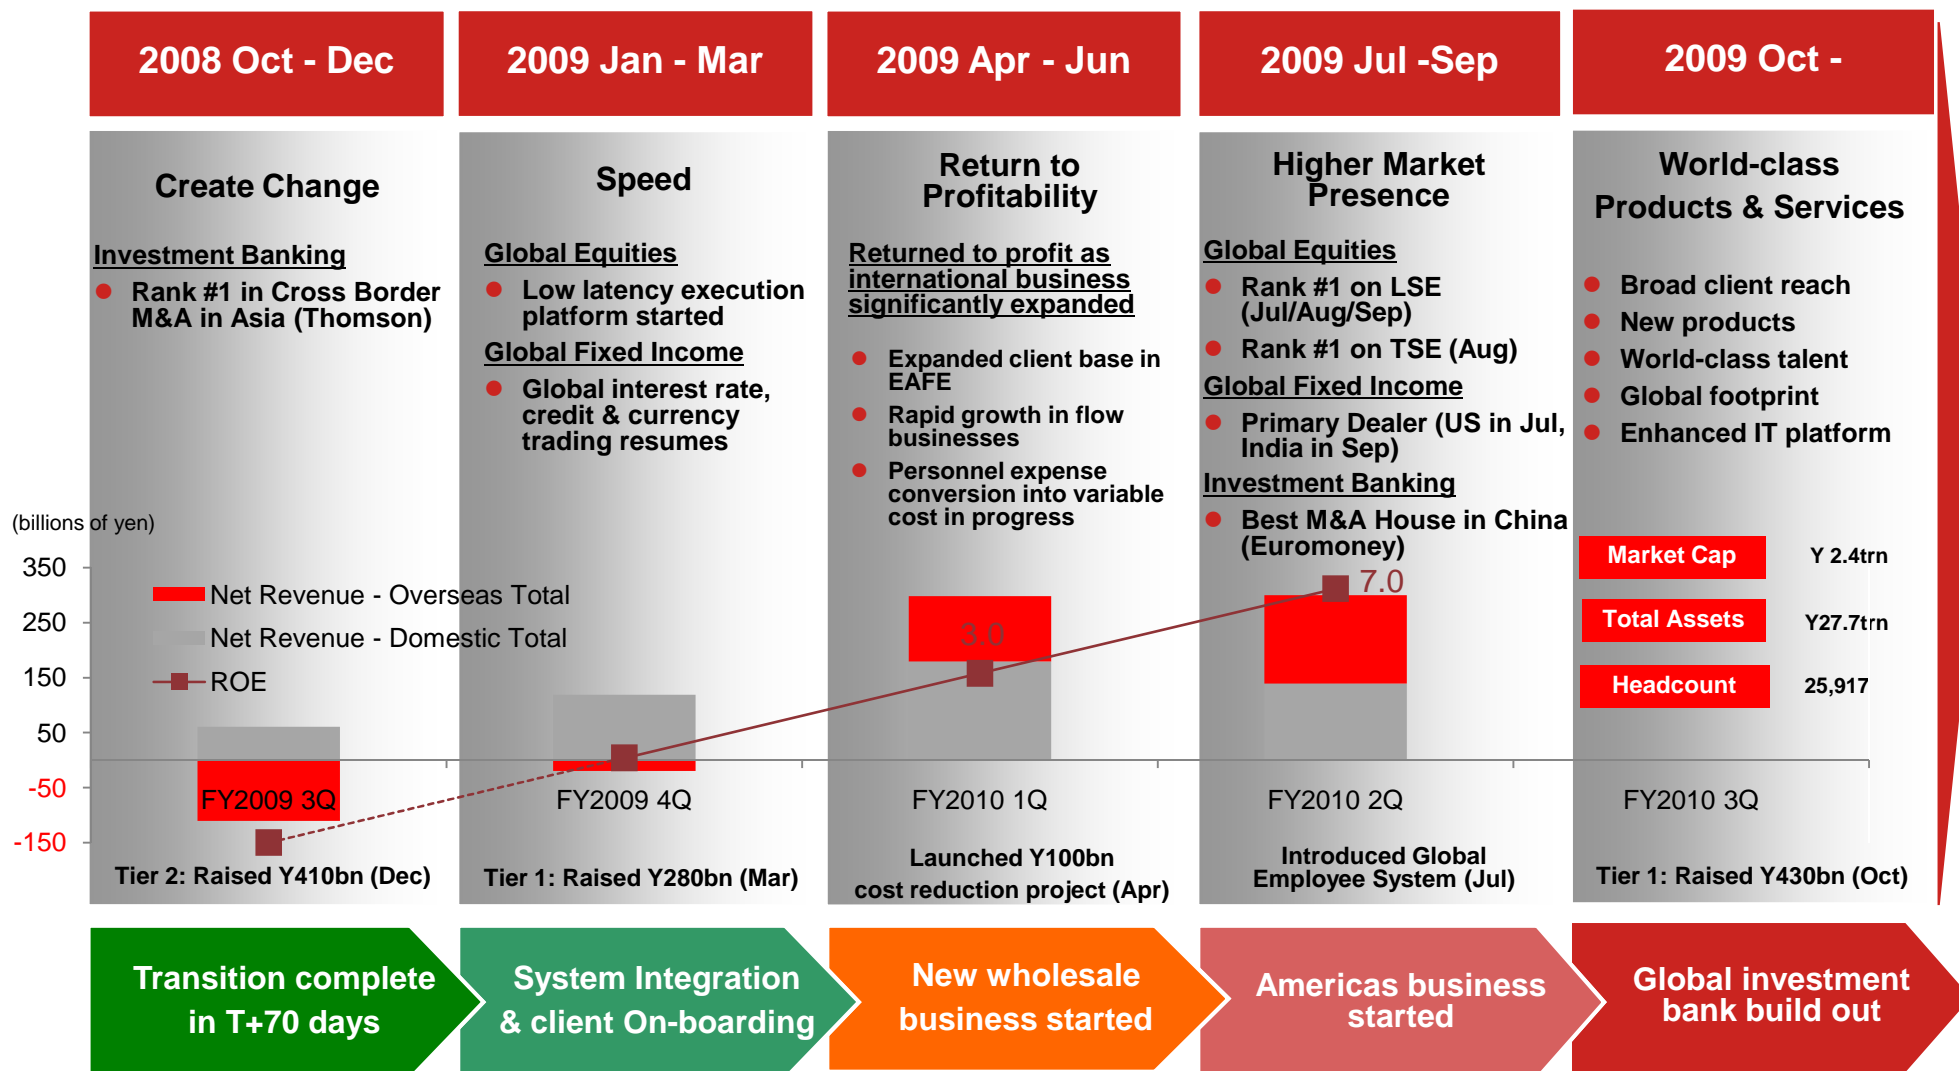 2008 Oct - Dec
2009 Jan - Mar
2009 Apr - Jun
2009 Jul -Sep
2009 Oct -
Create Change
Investment Banking
Rank #1 in Cross Border
M&A in Asia (Thomson)
Speed
Global Equities
Low latency execution
platform started
Global Fixed Income
Global interest rate,
credit & currency
trading resumes
Return to
Profitability
Returned to profit as
international business
significantly expanded
Expanded client base in
EAFE
Rapid growth in flow
businesses
Personnel expense
conversion into variable
cost in progress
Higher Market
Presence
Global Equities
Rank #1 on LSE
(Jul/Aug/Sep)
Rank #1 on TSE (Aug)
Global Fixed Income
Primary Dealer (US in Jul,
India in Sep)
Investment Banking
Best M&A House in China
(Euromoney)
World-class
Products & Services
Broad client reach
New products
World-class talent
Global footprint
Enhanced IT platform
Market Cap
Y 2.4trn
Total Assets
Y27.7trn
Headcount
25,917
(billions of yen)
350
250
150
50
-50
-150
Net Revenue - Overseas Total
Net Revenue - Domestic Total
ROE
3.0
7.0
FY2009 3Q
FY2009 4Q
FY2010 1Q
FY2010 2Q
FY2010 3Q
Tier 2: Raised Y410bn (Dec)
Tier 1: Raised Y280bn (Mar)
Launched Y100bn
cost reduction project (Apr)
Introduced Global
Employee System (Jul)
Tier 1: Raised Y430bn (Oct)
Transition complete
in T+70 days
System Integration
& client On-boarding
New wholesale
business started
Americas business
started
Global investment
bank build out